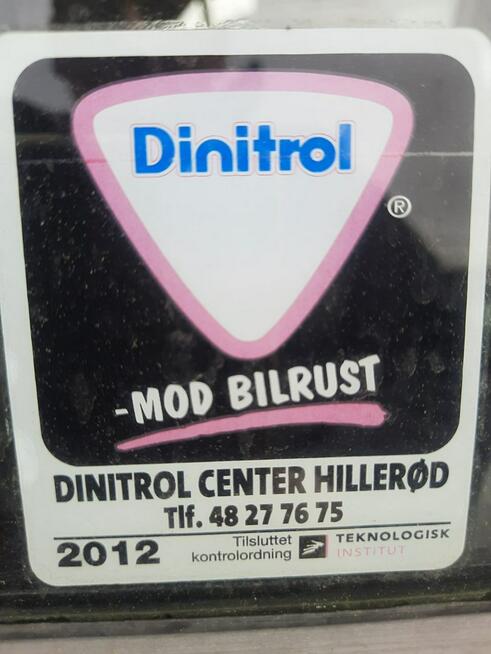 Dinitrol
®
-MOD BILRUST
DINITROL CENTER HILLERØD
Tlf. 48 27 76 75
2012
Tilsluttet
kontrolordning
TEKNOLOGISK
INSTITUT